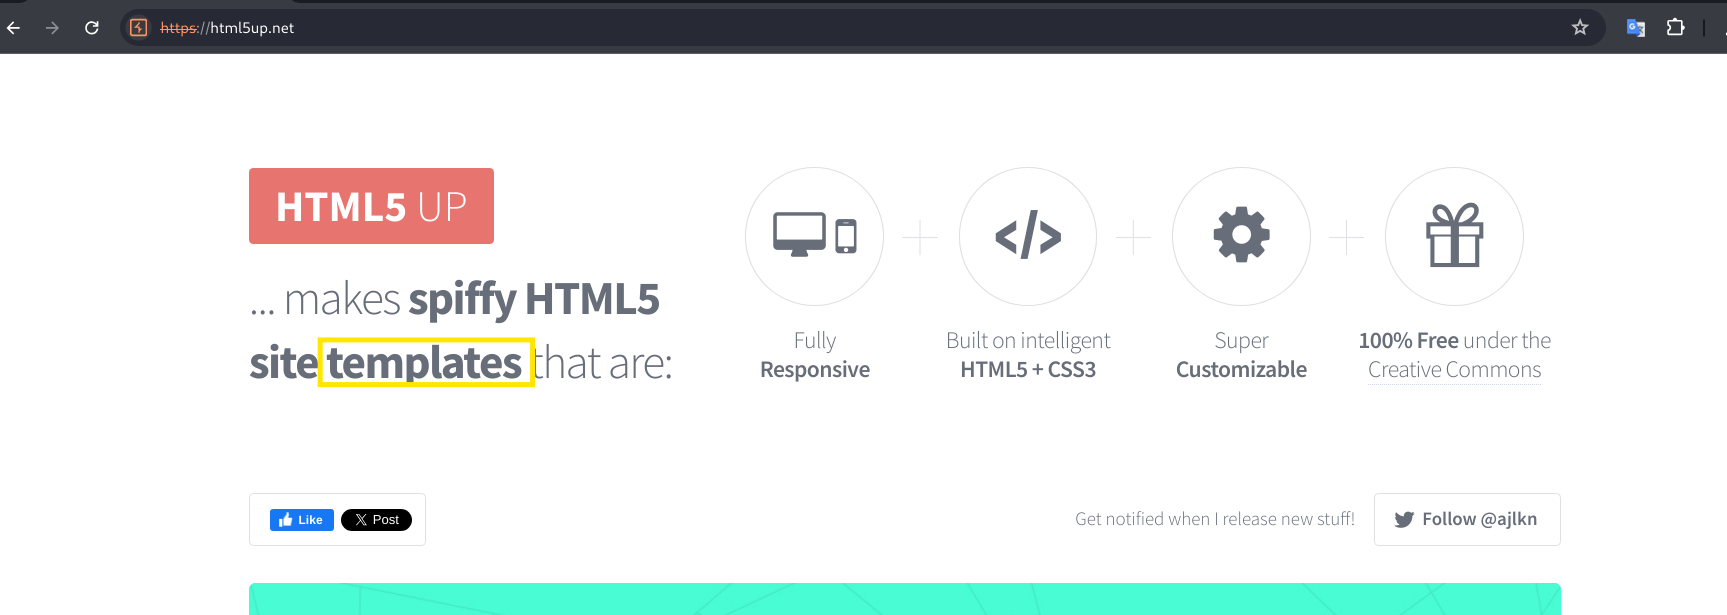 https://html5up.net
HTML5 UP
... makes spiffy HTML5
site templates that are:
Fully
Responsive
Built on intelligent
HTML5 + CSS3
Super
Customizable
100% Free under the
Creative Commons
Like
Post
Get notified when I release new stuff!
Follow @ajlkn